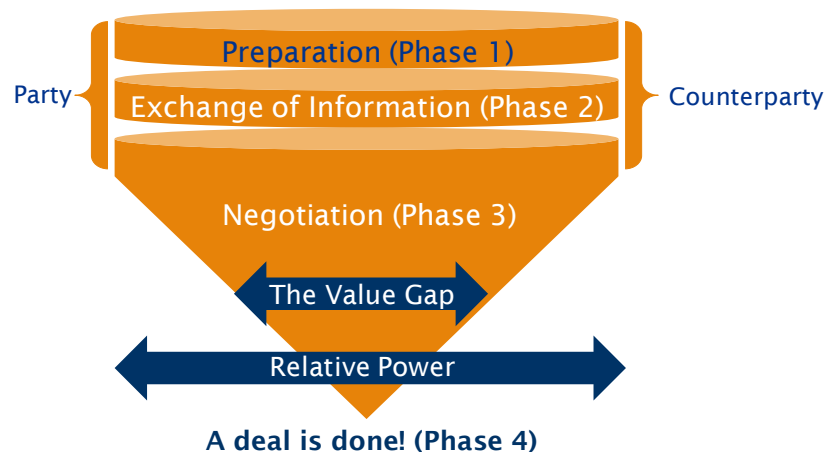 Preparation (Phase 1)
Party
Exchange of Information (Phase 2)
Counterparty
Negotiation (Phase 3)
The Value Gap
Relative Power
A deal is done! (Phase 4)